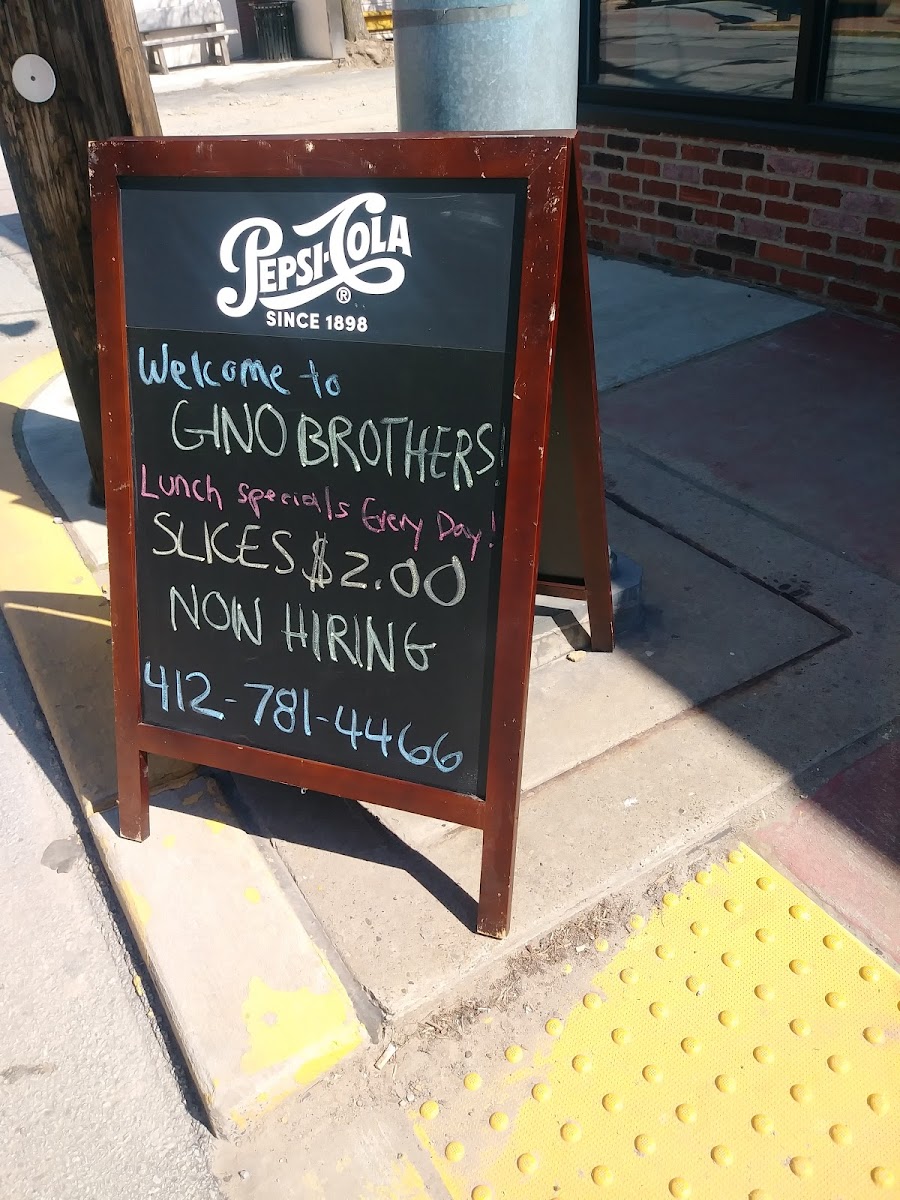 PEPSI-COLA®
SINCE 1898
Welcome to
GINO BROTHERS!
Lunch specials Every Day!
SLICES $2.00
NOW HIRING
412-781-4466